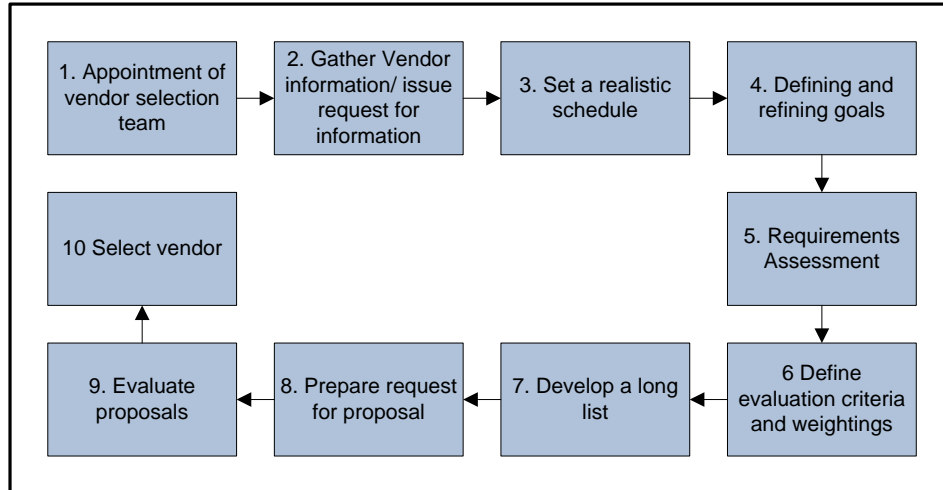 1. Appointment of
vendor selection
team
2. Gather Vendor
information/ issue
request for
information
3. Set a realistic
schedule
4. Defining and
refining goals
5. Requirements
Assessment
6 Define
evaluation criteria
and weightings
7. Develop a long
list
8. Prepare request
for proposal
9. Evaluate
proposals
10 Select vendor